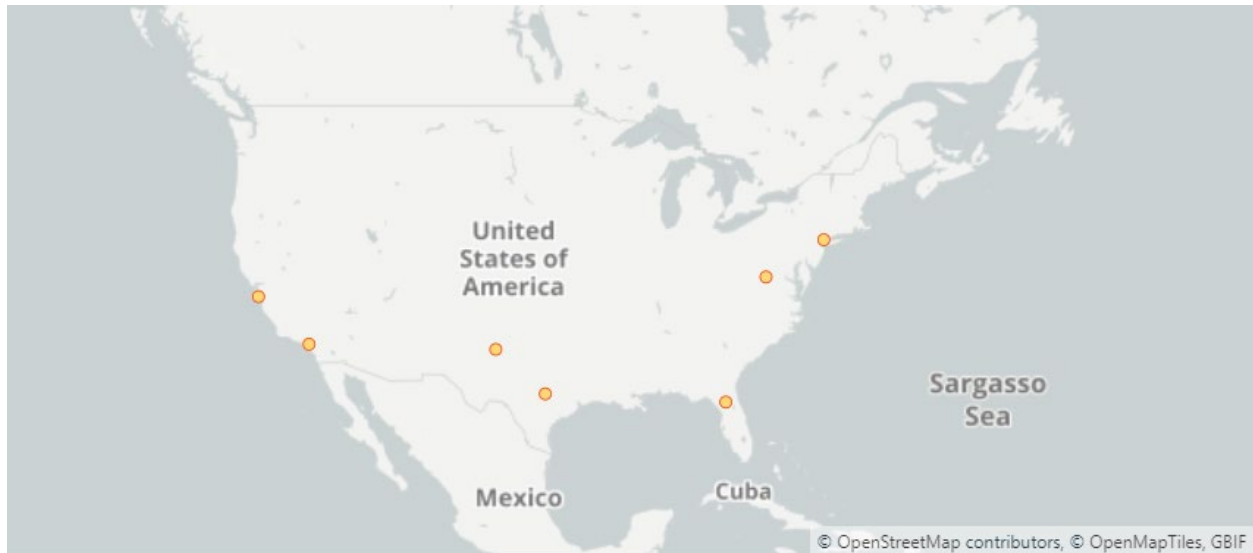 United
States of
America
Sargasso
Sea
Mexico
Cuba
© OpenStreetMap contributors, © OpenMapTiles, GBIF